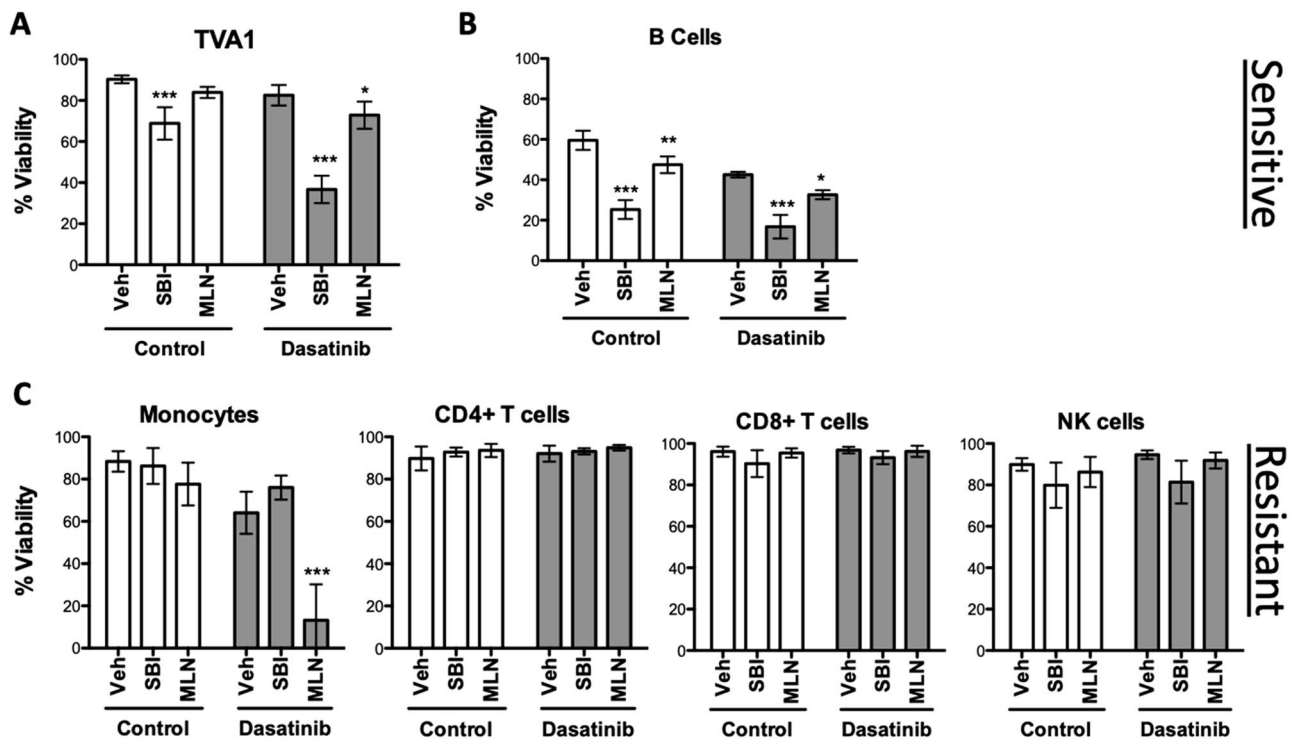 A
TVA1
% Viability
100
80
60
40
20
0
***
***
*
Veh
SBI
MLN
Veh
SBI
MLN
Control
Dasatinib
B
B Cells
% Viability
100
80
60
40
20
0
***
**
***
*
Veh
SBI
MLN
Veh
SBI
MLN
Control
Dasatinib
Sensitive
C
Monocytes
% Viability
100
80
60
40
20
0
***
Veh
SBI
MLN
Veh
SBI
MLN
Control
Dasatinib
CD4+ T cells
100
80
60
40
20
0
Veh
SBI
MLN
Veh
SBI
MLN
Control
Dasatinib
CD8+ T cells
100
80
60
40
20
0
Veh
SBI
MLN
Veh
SBI
MLN
Control
Dasatinib
NK cells
100
80
60
40
20
0
Veh
SBI
MLN
Veh
SBI
MLN
Control
Dasatinib
Resistant